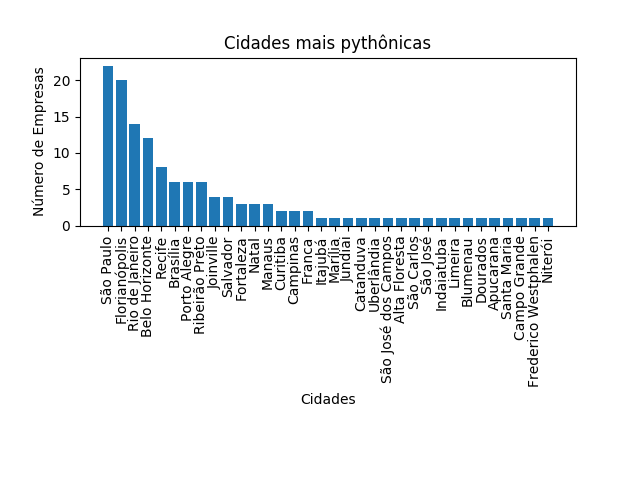 Cidades mais pythônicas
Número de Empresas
20
15
10
5
0
São Paulo
Florianópolis
Rio de Janeiro
Belo Horizonte
Recife
Brasília
Porto Alegre
Ribeirão Preto
Joinville
Salvador
Fortaleza
Natal
Manaus
Curitiba
Campinas
Franca
Itajubá
Marília
Jundiaí
Catanduva
Uberlândia
São José dos Campos
Alta Floresta
São Carlos
São José
Indaiatuba
Limeira
Blumenau
Dourados
Apucarana
Santa Maria
Campo Grande
Frederico Westphalen
Niterói
Cidades